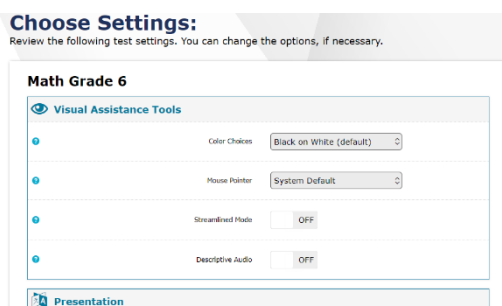 Choose Settings:
Review the following test settings. You can change the options, if necessary.
Math Grade 6
Visual Assistance Tools
? Color Choices Black on White (default)
? Mouse Pointer System Default
? Streamlined Mode OFF
? Descriptive Audio OFF
Presentation